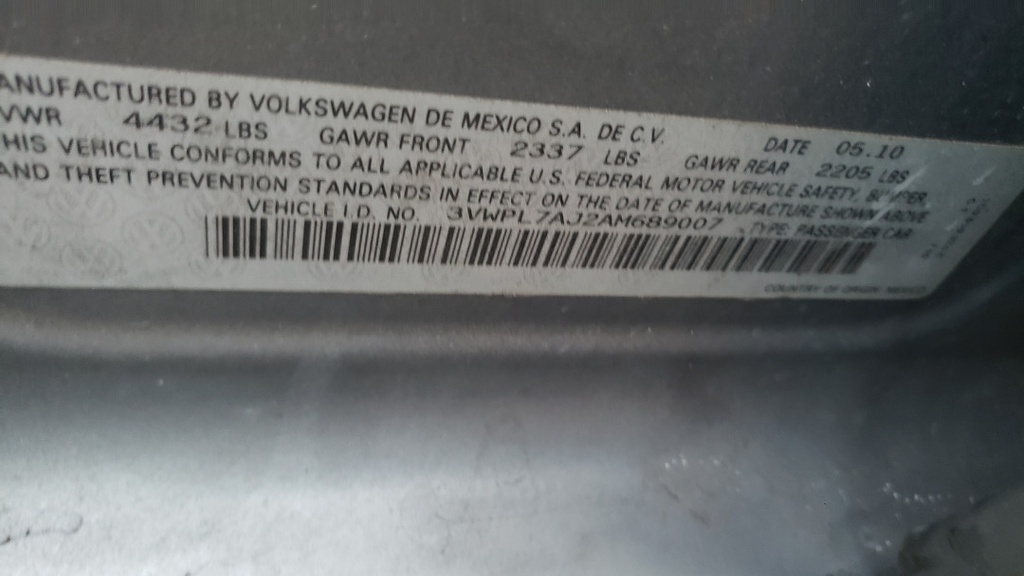 ANUFACTURED BY VOLKSWAGEN DE MEXICO S.A. DE C.V. DATE 05.10
VWR 4432 LBS GAWR FRONT 2337 LBS GAWR REAR 2205 LBS
HIS VEHICLE CONFORMS TO ALL APPLICABLE U.S. FEDERAL MOTOR VEHICLE SAFETY, BUMPER
AND THEFT PREVENTION STANDARDS IN EFFECT ON THE DATE OF MANUFACTURE SHOWN ABOVE
VEHICLE I.D. NO. 3VWPL7AJ2AM689007 TYPE: PASSENGER CAR
COUNTRY OF ORIGIN: MEXICO